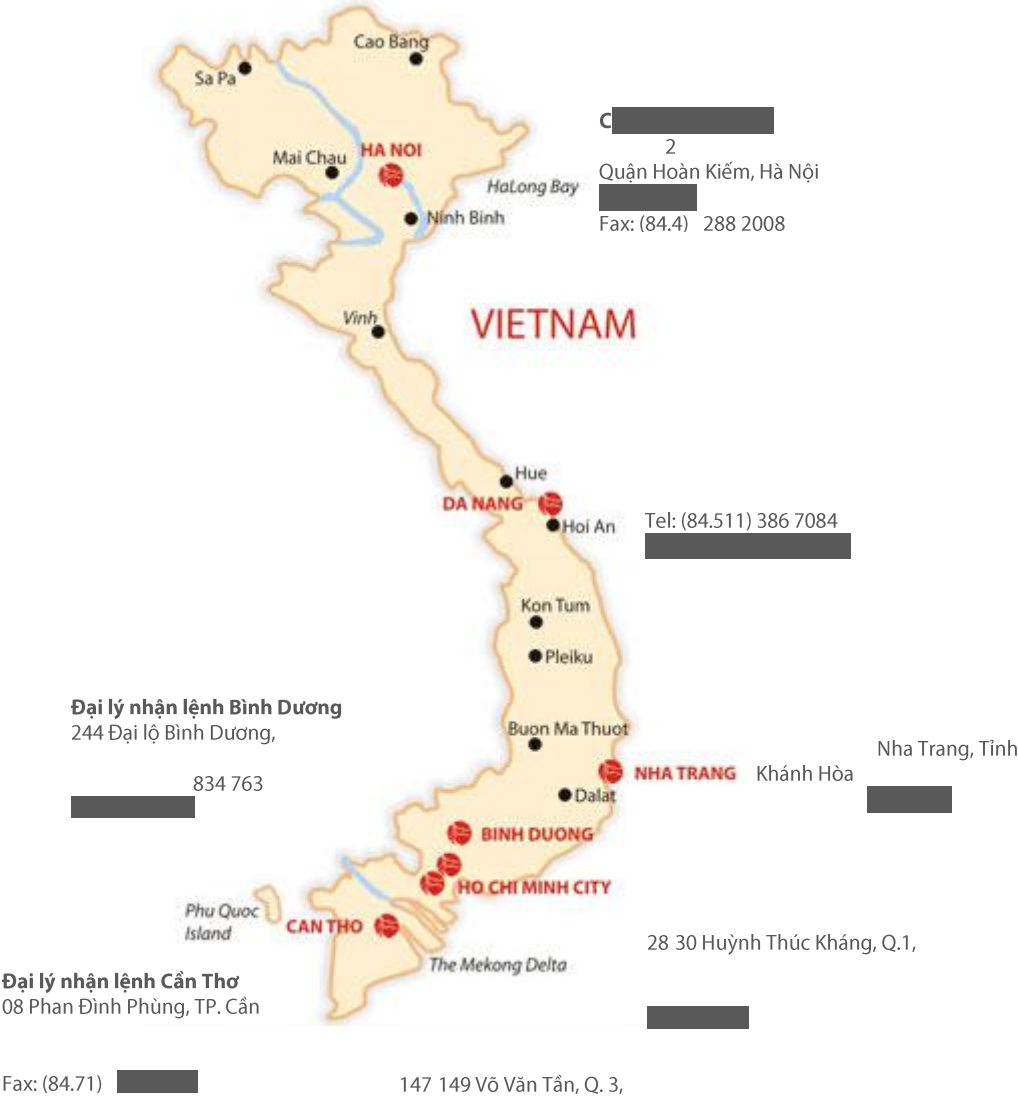 Cao Bang
Sa Pa
C
2
Mai Chau
HA NOI
Quận Hoàn Kiếm, Hà Nội
HaLong Bay
Ninh Binh
Fax: (84.4) 288 2008
Vinh
VIETNAM
Hue
DA NANG
Hoi An
Tel: (84.511) 386 7084
Kon Tum
Pleiku
Đại lý nhận lệnh Bình Dương
244 Đại lộ Bình Dương,
834 763
Buon Ma Thuot
Nha Trang, Tỉnh
NHA TRANG
Khánh Hòa
Dalat
BINH DUONG
HO CHI MINH CITY
Phu Quoc
Island
CAN THO
The Mekong Delta
28 30 Huỳnh Thúc Kháng, Q.1,
Đại lý nhận lệnh Cần Thơ
08 Phan Đình Phùng, TP. Cần
Fax: (84.71)
147 149 Võ Văn Tần, Q. 3,